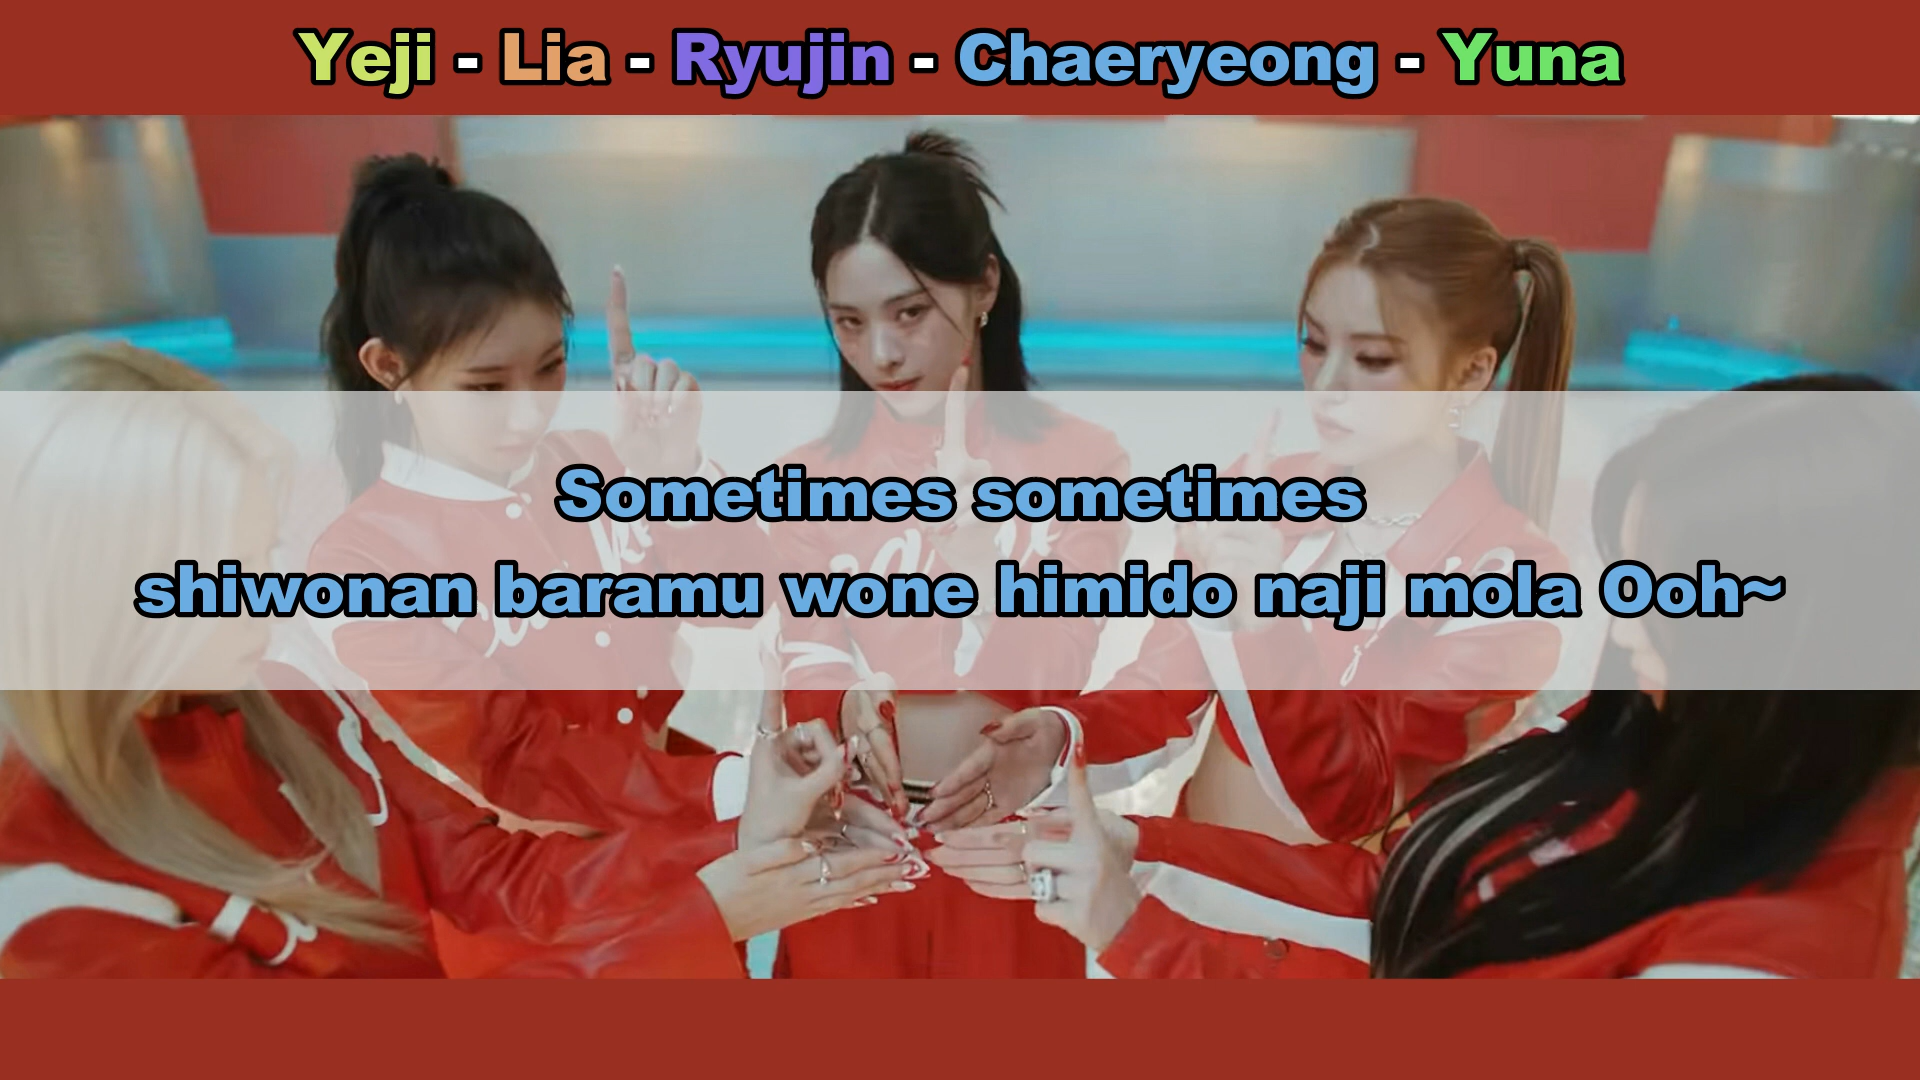 Yeji - Lia - Ryujin - Chaeryeong - Yuna
Sometimes sometimes
shiwonan baramu wone himido naji mola Ooh~